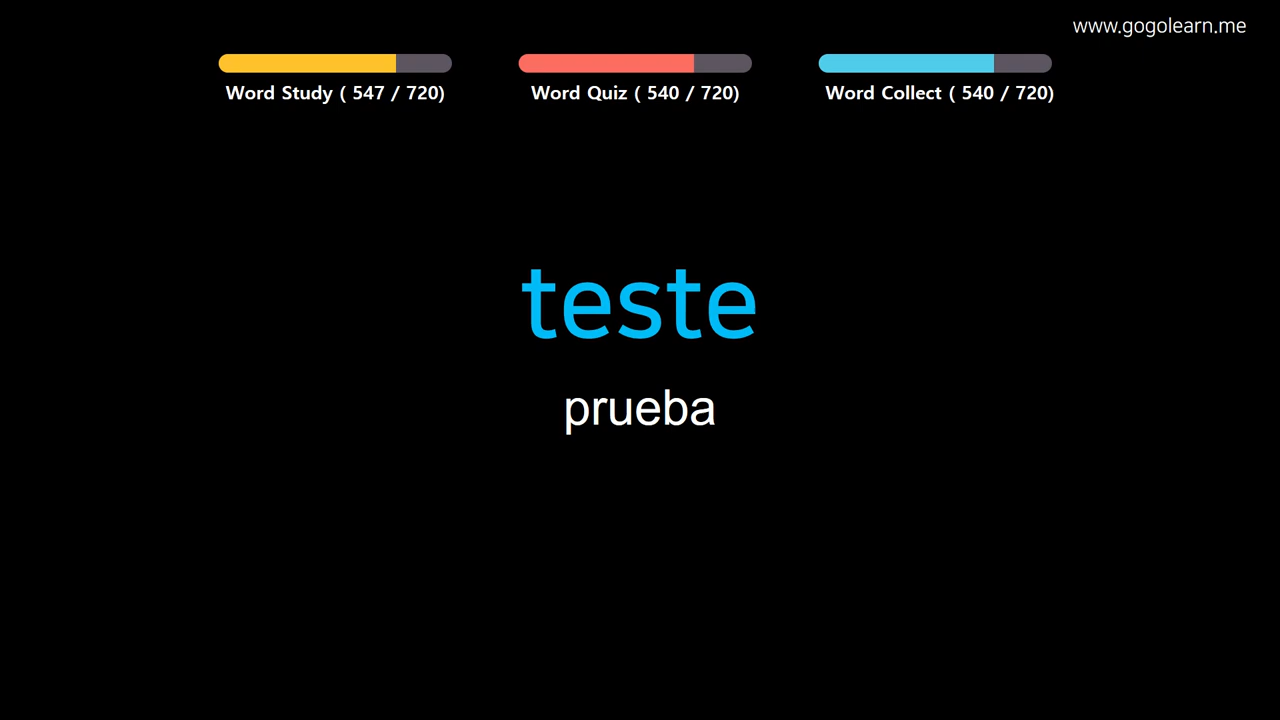 www.gogolearn.me
Word Study ( 547 / 720)
Word Quiz ( 540 / 720)
Word Collect ( 540 / 720)
teste
prueba